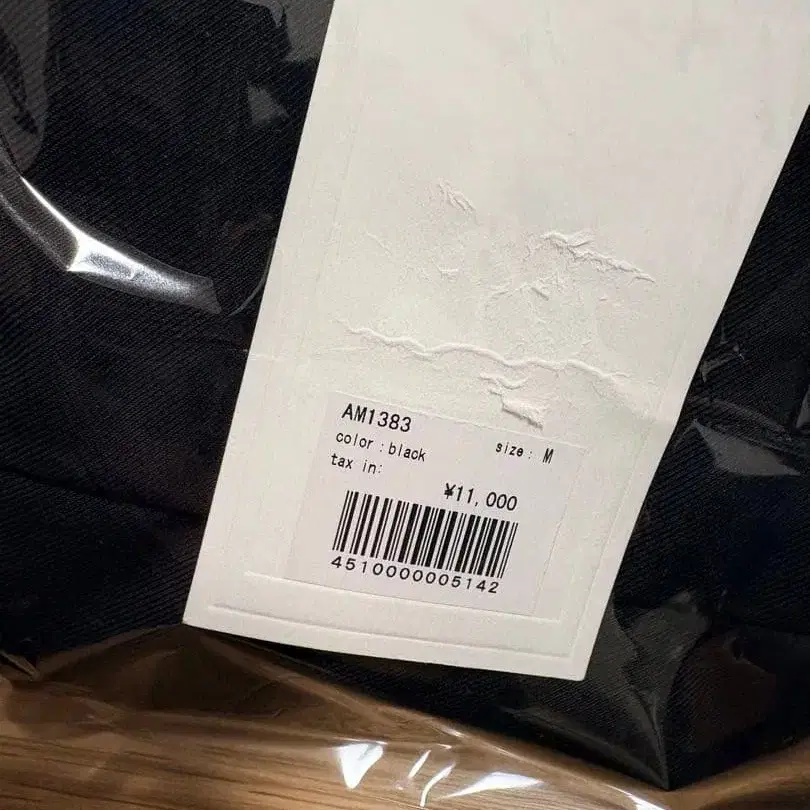 AM1383
color : black size : M
tax in:
¥11,000
4510000005142